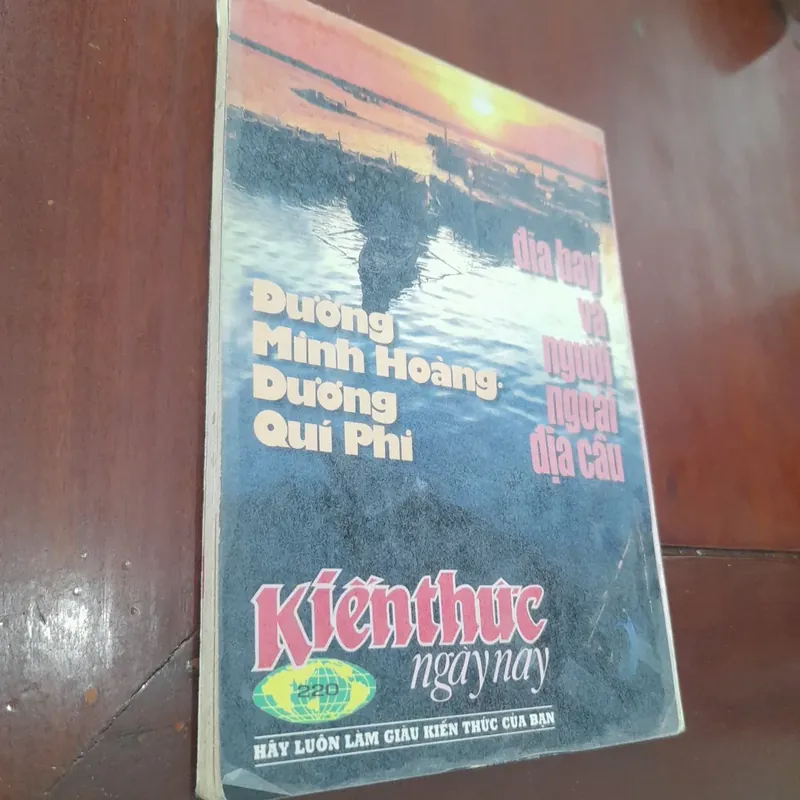 Đường
Minh Hoàng.
Dương
Quí Phi
đĩa bay
và
người
ngoài
địa cầu
Kiến thức
ngày nay
220
HÃY LUÔN LÀM GIÀU KIẾN THỨC CỦA BẠN